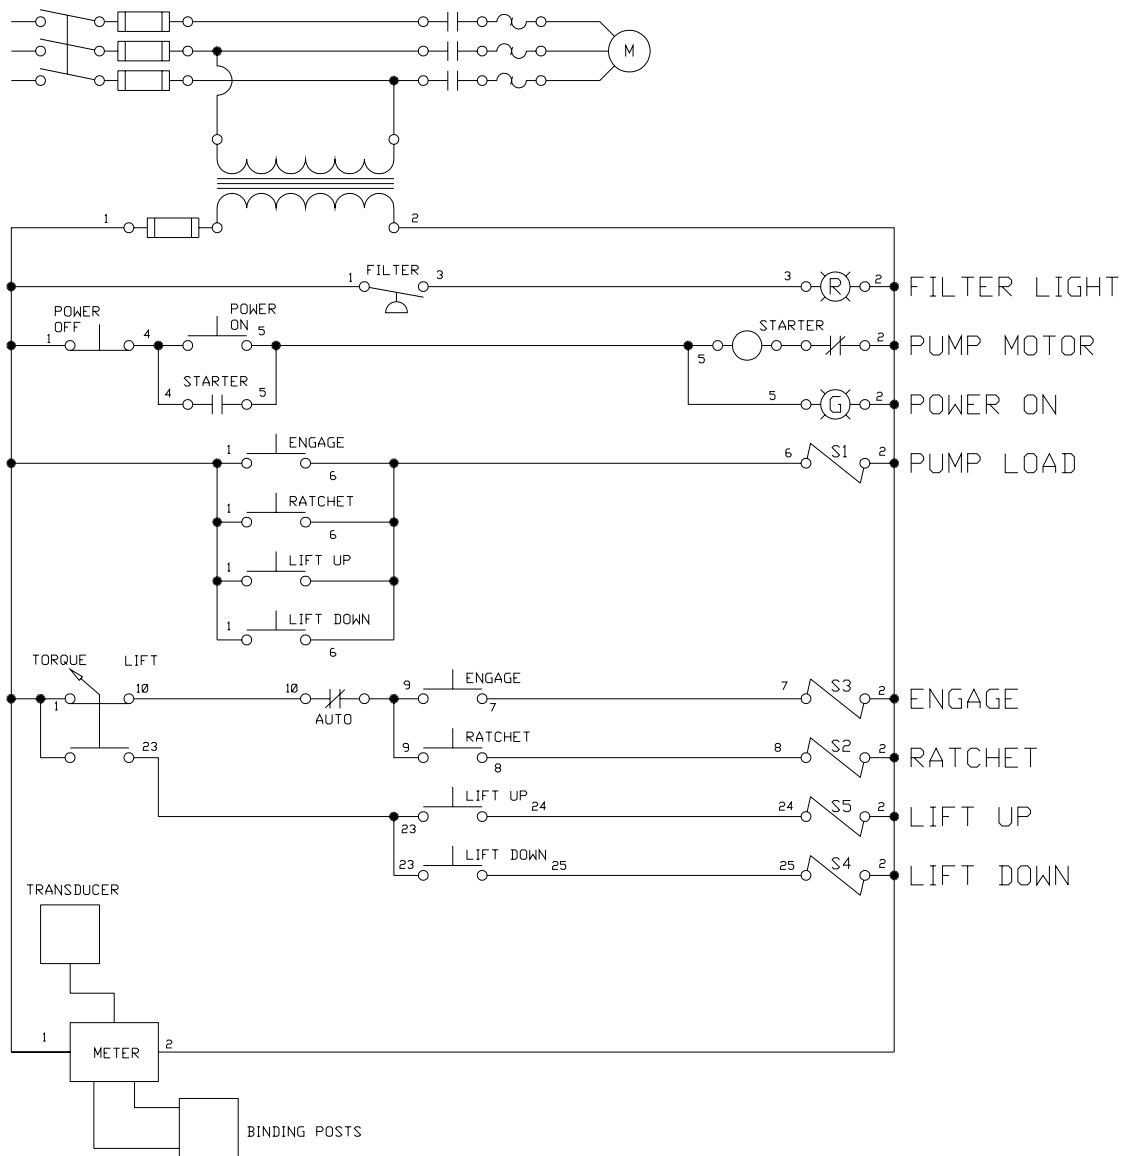 M
1 2
1 FILTER 3 3 R 2 FILTER LIGHT
POWER
OFF
POWER
ON
1 4 5 5 STARTER 2 PUMP MOTOR
4 STARTER 5 5 G 2 POWER ON
1 ENGAGE 6 6 S1 2 PUMP LOAD
1 RATCHET 6
1 LIFT UP
1 LIFT DOWN 6
TORQUE LIFT
1 10 10 AUTO 9 ENGAGE 7 7 S3 2 ENGAGE
23 9 RATCHET 8 8 S2 2 RATCHET
23 LIFT UP 24 24 S5 2 LIFT UP
23 LIFT DOWN 25 25 S4 2 LIFT DOWN
TRANSDUCER
1 METER 2
BINDING POSTS